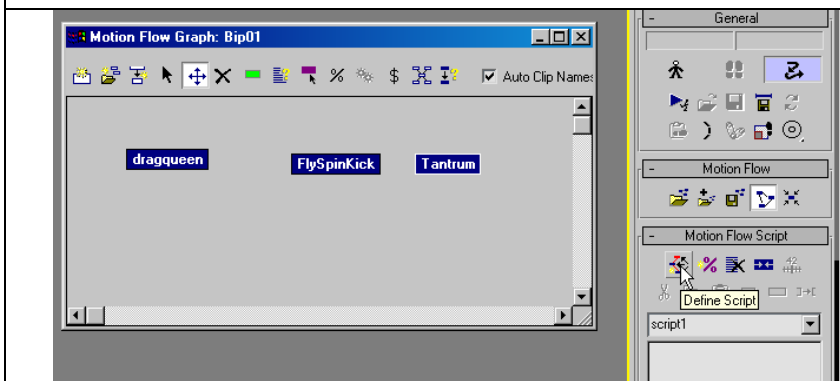 Motion Flow Graph: Bip01
% $ Auto Clip Names
dragqueen FlySpinKick Tantrum
- General
- Motion Flow
- Motion Flow Script
%
42
Define Script
script1